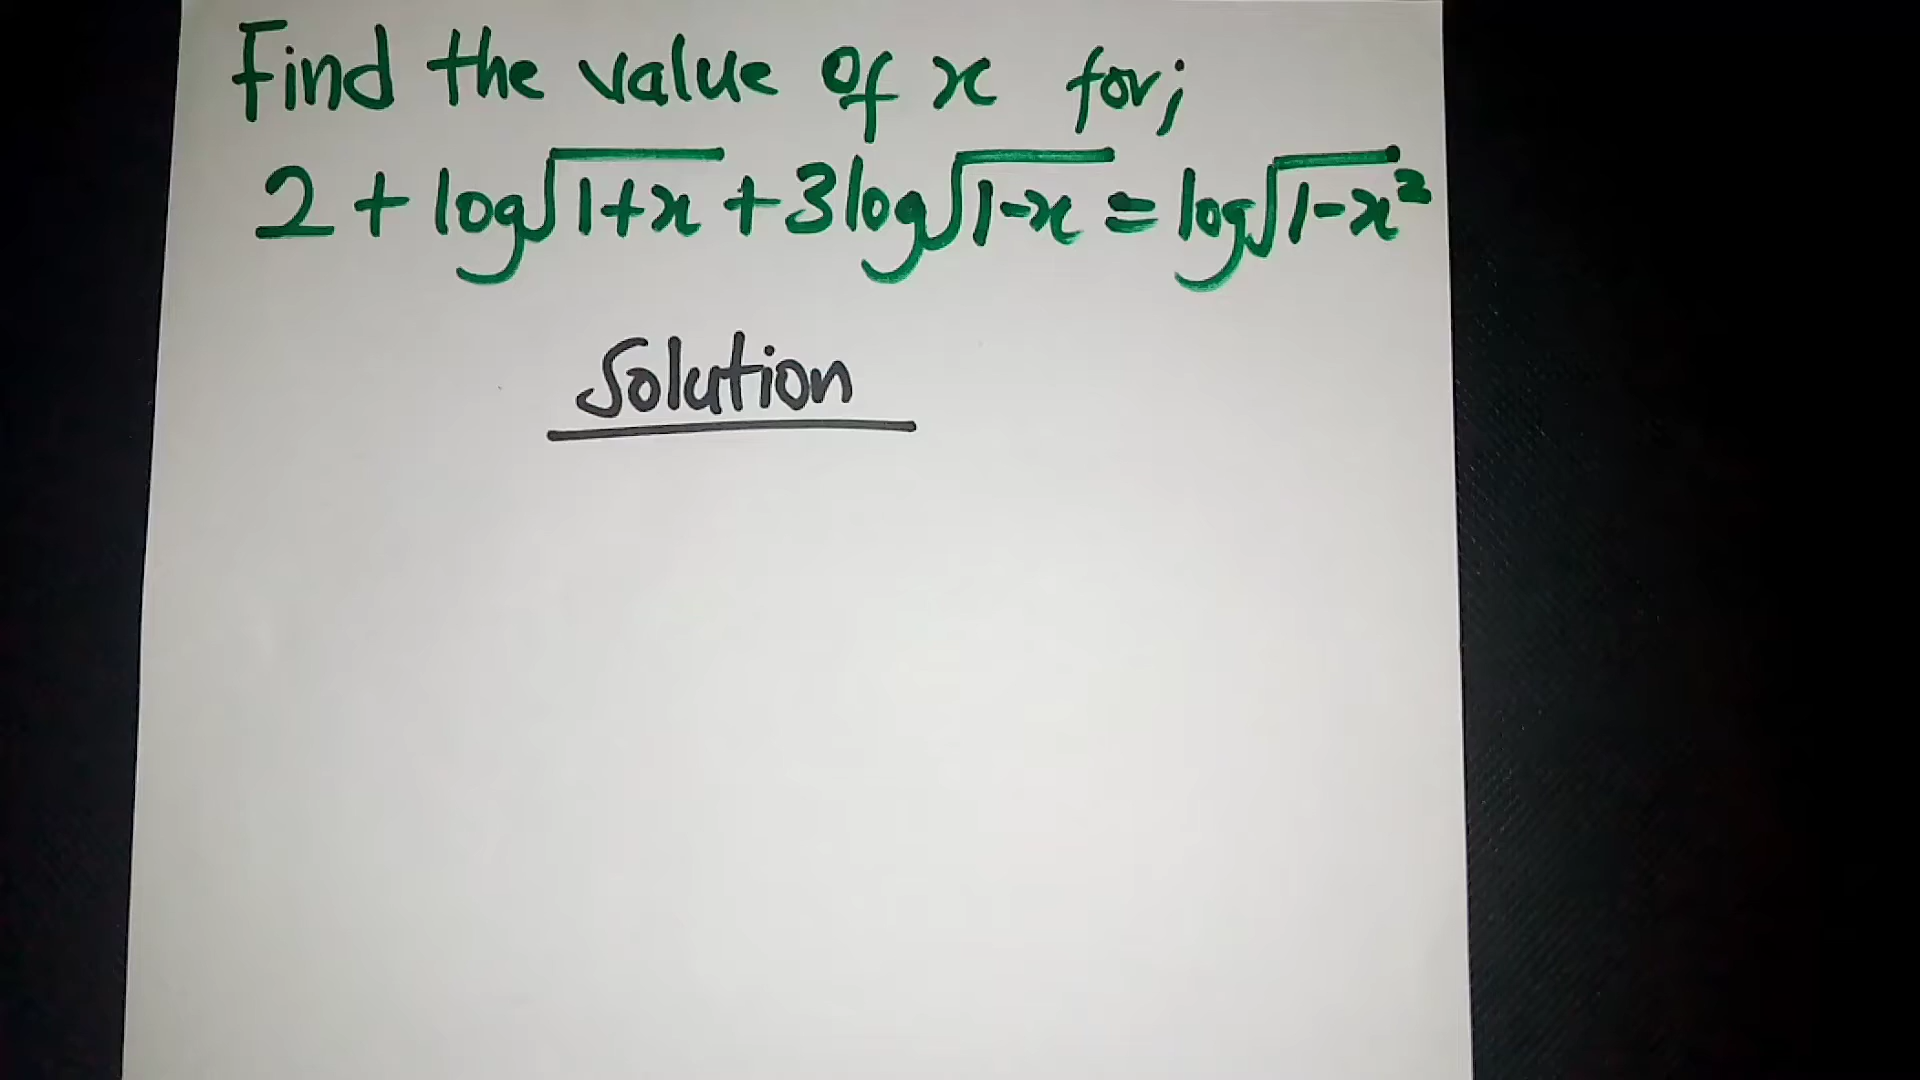 Find the value of x for;
2 + log√(1+x) + 3log√(1-x) = log√(1-x²)
Solution